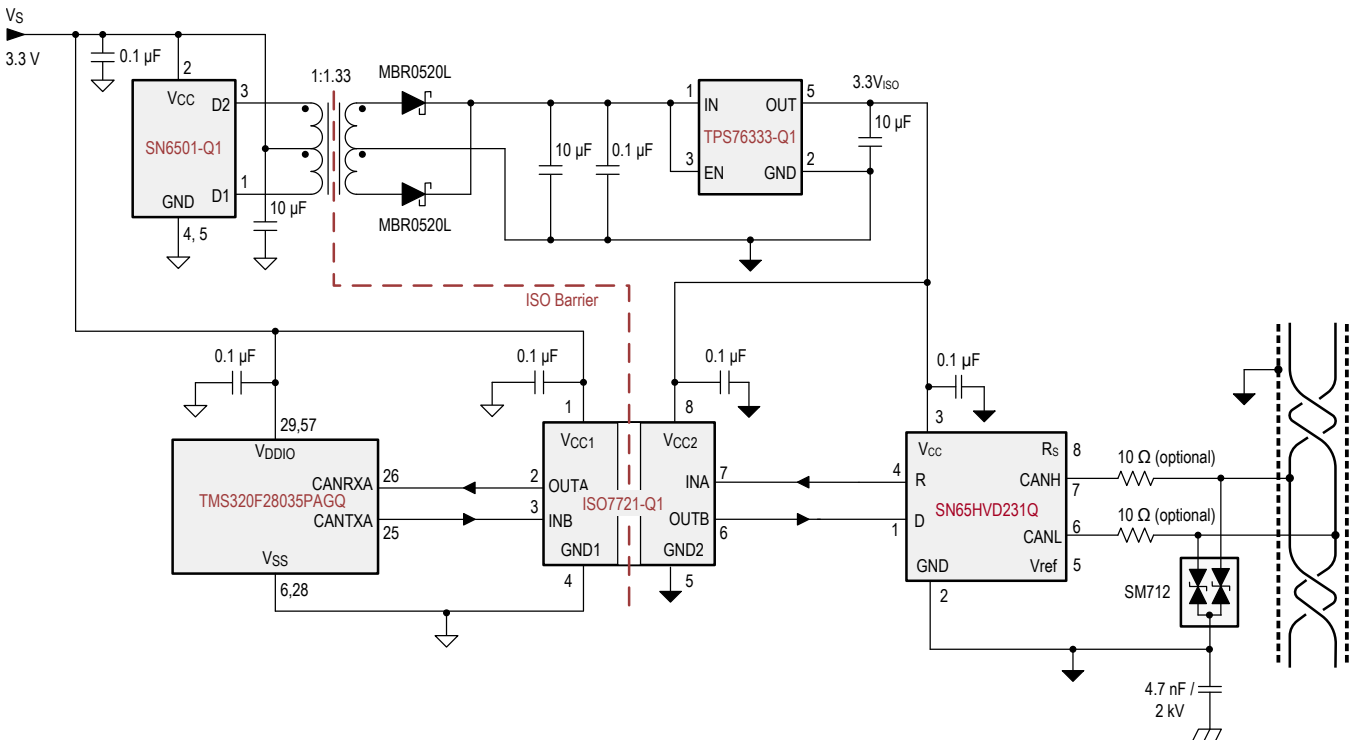 VS
3.3 V
0.1 µF
2
VCC
D2
3
SN6501-Q1
D1
1
GND
4, 5
10 µF
1:1.33
MBR0520L
MBR0520L
10 µF
0.1 µF
1
IN
OUT
5
TPS76333-Q1
3
EN
GND
2
3.3VISO
10 µF
ISO Barrier
0.1 µF
0.1 µF
0.1 µF
0.1 µF
29,57
VDDIO
CANRXA
26
TMS320F28035PAGQ
CANTXA
25
VSS
6,28
1
VCC1
2
OUTA
3
INB
GND1
4
ISO7721-Q1
8
VCC2
INA
7
OUTB
6
GND2
5
3
VCC
RS
8
4
R
CANH
7
SN65HVD231Q
1
D
CANL
6
GND
Vref
5
2
10 Ω (optional)
10 Ω (optional)
SM712
4.7 nF /
2 kV